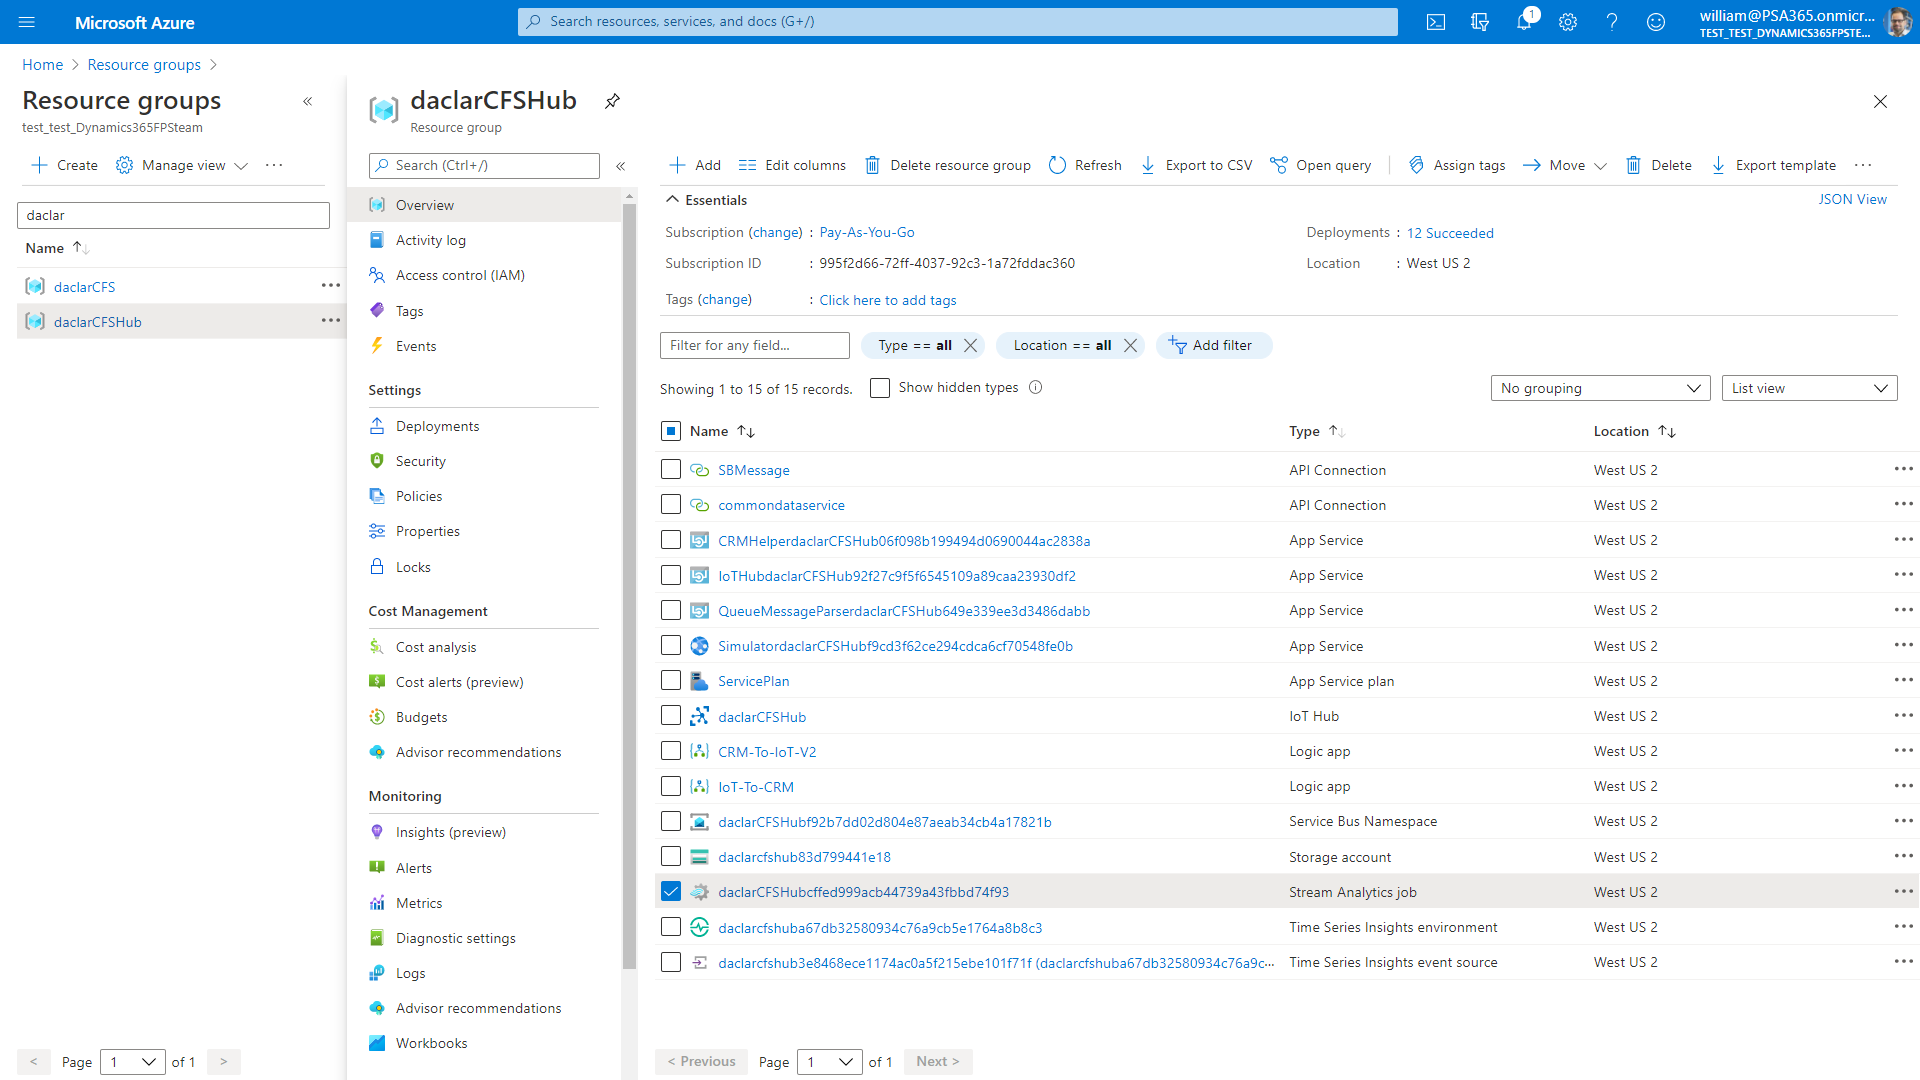 Microsoft Azure
Search resources, services, and docs (G+/)
1
william@PSA365.onmicr...
TEST_TEST_DYNAMICS365FPSTE...
Home > Resource groups >
Resource groups «
test_test_Dynamics365FPSteam
Create Manage view ...
daclar
Name
daclarCFS ...
daclarCFSHub ...
< Page 1 of 1 >
daclarCFSHub
Resource group
Search (Ctrl+/) «
Overview
Activity log
Access control (IAM)
Tags
Events
Settings
Deployments
Security
Policies
Properties
Locks
Cost Management
Cost analysis
Cost alerts (preview)
Budgets
Advisor recommendations
Monitoring
Insights (preview)
Alerts
Metrics
Diagnostic settings
Logs
Advisor recommendations
Workbooks
Add Edit columns Delete resource group Refresh Export to CSV Open query Assign tags Move Delete Export template ...
Essentials JSON View
Subscription (change) : Pay-As-You-Go Deployments : 12 Succeeded
Subscription ID : 995f2d66-72ff-4037-92c3-1a72fddac360 Location : West US 2
Tags (change) : Click here to add tags
Filter for any field... Type == all Location == all Add filter
Showing 1 to 15 of 15 records. Show hidden types No grouping List view
Name Type Location
SBMessage API Connection West US 2 ...
commondataservice API Connection West US 2 ...
CRMHelperdaclarCFSHub06f098b199494d0690044ac2838a App Service West US 2 ...
IoTHubdaclarCFSHub92f27c9f5f6545109a89caa23930df2 App Service West US 2 ...
QueueMessageParserdaclarCFSHub649e339ee3d3486dabb App Service West US 2 ...
SimulatordaclarCFSHubf9cd3f62ce294cdca6cf70548fe0b App Service West US 2 ...
ServicePlan App Service plan West US 2 ...
daclarCFSHub IoT Hub West US 2 ...
CRM-To-IoT-V2 Logic app West US 2 ...
IoT-To-CRM Logic app West US 2 ...
daclarCFSHubf92b7dd02d804e87aeab34cb4a17821b Service Bus Namespace West US 2 ...
daclarcfshub83d799441e18 Storage account West US 2 ...
daclarCFSHubcffed999acb44739a43fbbd74f93 Stream Analytics job West US 2 ...
daclarcfshuba67db32580934c76a9cb5e1764a8b8c3 Time Series Insights environment West US 2 ...
daclarcfshub3e8468ece1174ac0a5f215ebe101f71f (daclarcfshuba67db32580934c76a9c... Time Series Insights event source West US 2 ...
< Previous Page 1 of 1 Next >